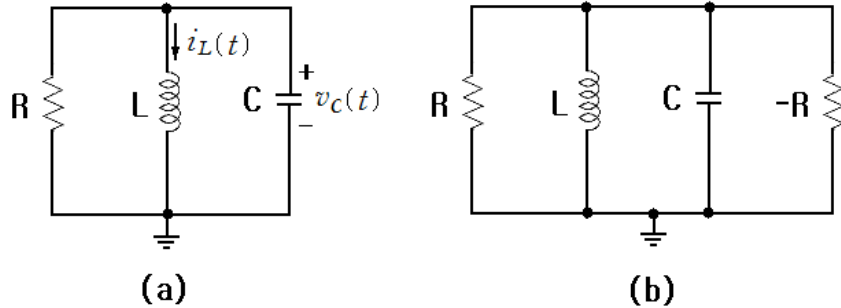 i_L(t)
R L C + v_C(t) −
(a)
R L C -R
(b)